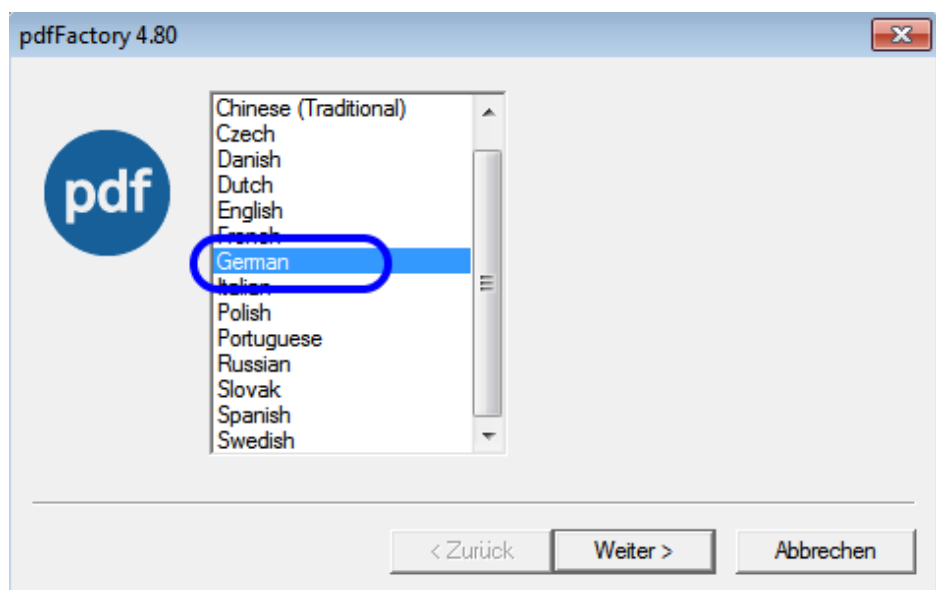 pdfFactory 4.80
pdf
Chinese (Traditional)
Czech
Danish
Dutch
English
French
German
Italian
Polish
Portuguese
Russian
Slovak
Spanish
Swedish
< Zurück Weiter > Abbrechen